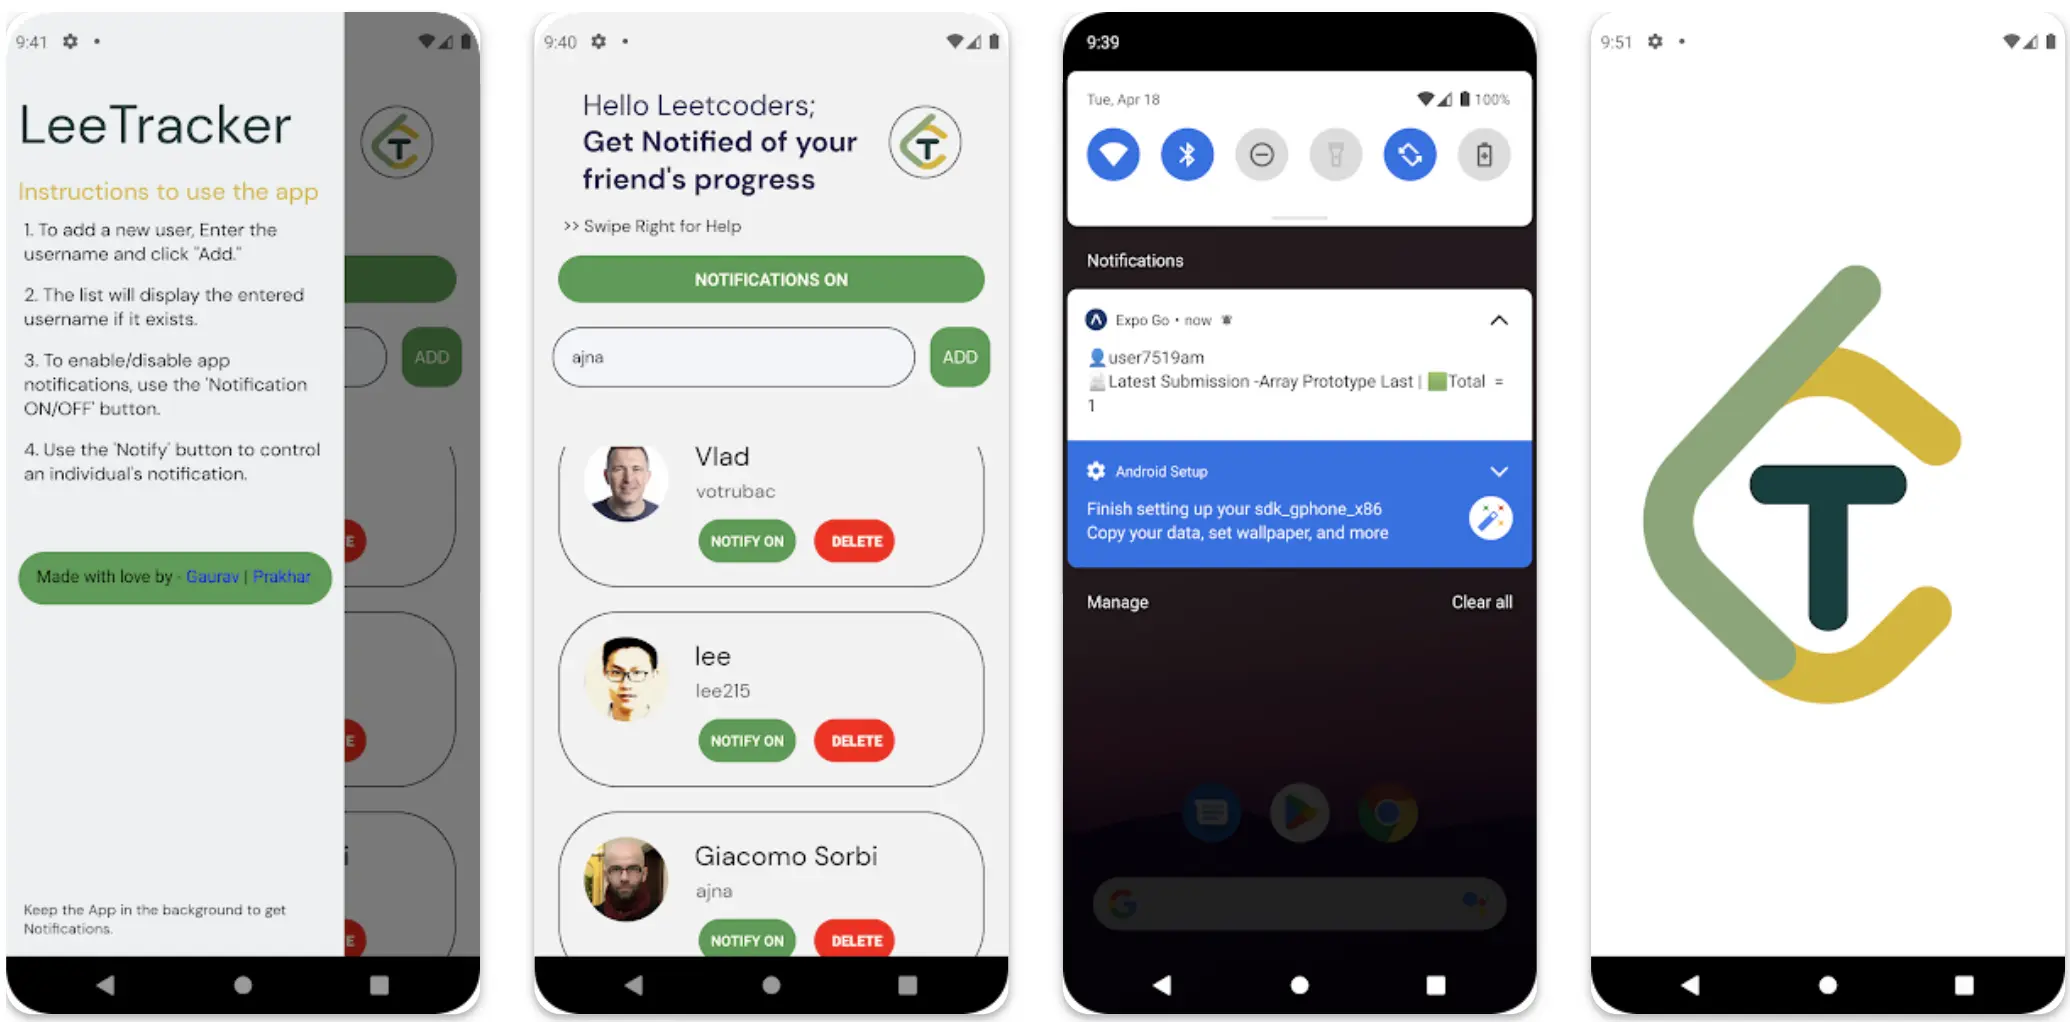 9:41
LeeTracker
Instructions to use the app
1. To add a new user, Enter the
username and click "Add."
2. The list will display the entered
username if it exists.
3. To enable/disable app
notifications, use the 'Notification
ON/OFF' button.
4. Use the 'Notify' button to control
an individual's notification.
Made with love by - Gaurav | Prakhar
Keep the App in the background to get
Notifications.
T
ADD
E
E
i
E
9:40
Hello Leetcoders;
Get Notified of your
friend's progress
T
>> Swipe Right for Help
NOTIFICATIONS ON
ajna
ADD
Vlad
votrubac
NOTIFY ON DELETE
lee
lee215
NOTIFY ON DELETE
Giacomo Sorbi
ajna
NOTIFY ON DELETE
9:39
Tue, Apr 18 100%
Notifications
Expo Go • now
user7519am
Latest Submission -Array Prototype Last | Total =
1
Android Setup
Finish setting up your sdk_gphone_x86
Copy your data, set wallpaper, and more
Manage Clear all
G
9:51
T